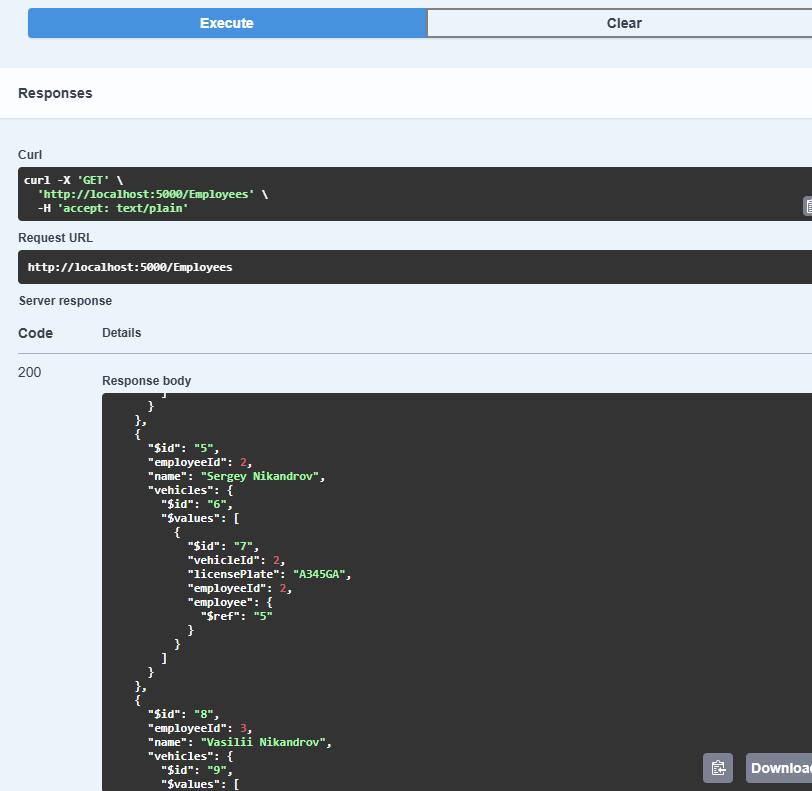 Execute
Clear
Responses
Curl
curl -X 'GET' \
  'http://localhost:5000/Employees' \
  -H 'accept: text/plain'
Request URL
http://localhost:5000/Employees
Server response
Code
Details
200
Response body
      ]
    }
  },
  {
    "$id": "5",
    "employeeId": 2,
    "name": "Sergey Nikandrov",
    "vehicles": {
      "$id": "6",
      "$values": [
        {
          "$id": "7",
          "vehicleId": 2,
          "licensePlate": "A345GA",
          "employeeId": 2,
          "employee": {
            "$ref": "5"
          }
        }
      ]
    }
  },
  {
    "$id": "8",
    "employeeId": 3,
    "name": "Vasilii Nikandrov",
    "vehicles": {
      "$id": "9",
      "$values": [
Downloa